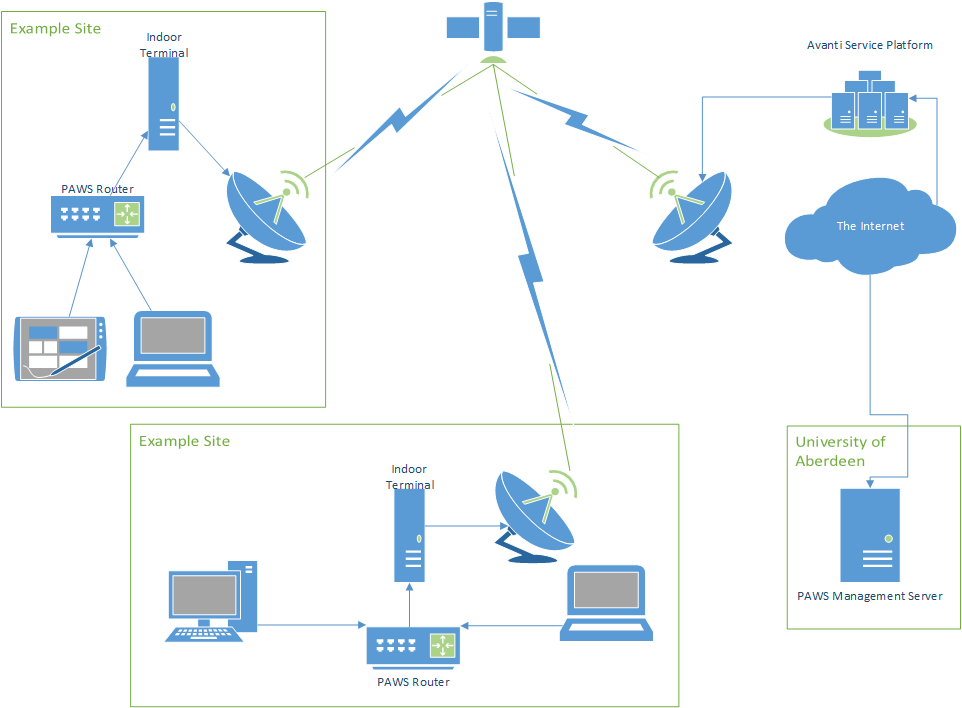 Example Site
Indoor
Terminal
PAWS Router
Avanti Service Platform
The Internet
Example Site
Indoor
Terminal
PAWS Router
University of
Aberdeen
PAWS Management Server